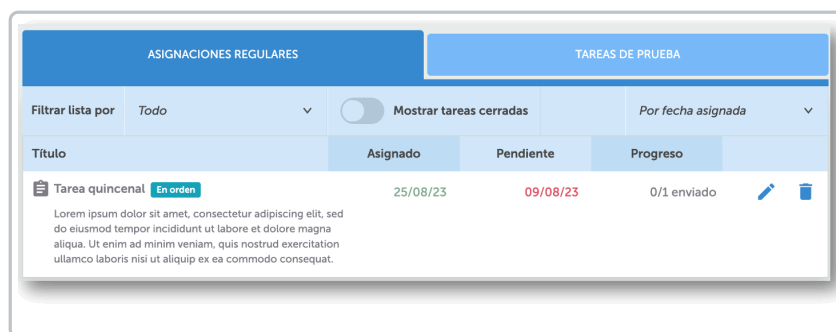 ASIGNACIONES REGULARES TAREAS DE PRUEBA
Filtrar lista por Todo Mostrar tareas cerradas Por fecha asignada
Título Asignado Pendiente Progreso
Tarea quincenal En orden 25/08/23 09/08/23 0/1 enviado
Lorem ipsum dolor sit amet, consectetur adipiscing elit, sed
do eiusmod tempor incididunt ut labore et dolore magna
aliqua. Ut enim ad minim veniam, quis nostrud exercitation
ullamco laboris nisi ut aliquip ex ea commodo consequat.